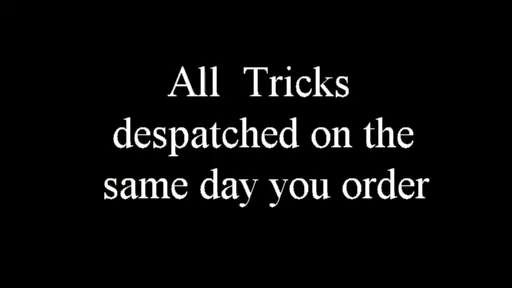 All Tricks
despatched on the
same day you order